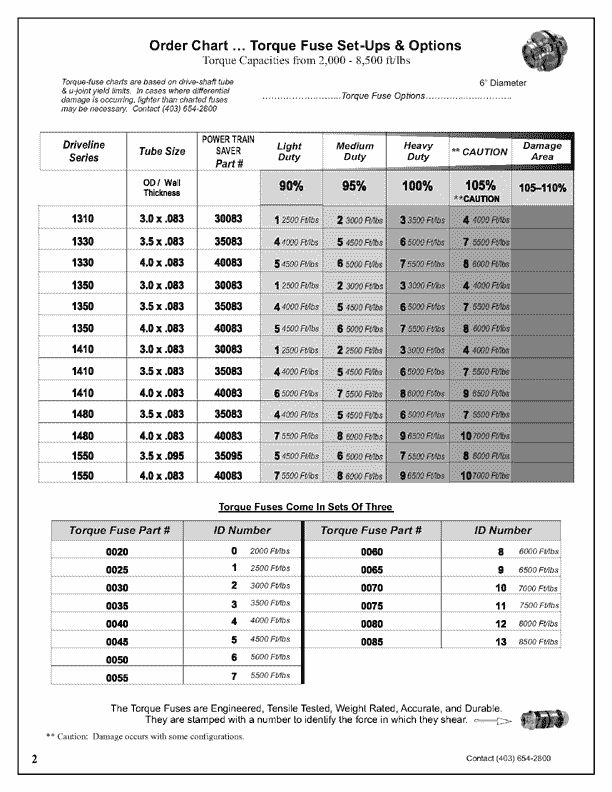 Order Chart ... Torque Fuse Set-Ups & Options
Torque Capacities from 2,000 - 8,500 ft/lbs
Torque-fuse charts are based on drive-shaft tube
& u-joint yield limits. In cases where differential
damage is occurring, lighter than charted fuses
may be necessary. Contact (403) 654-2800
6" Diameter
...........................Torque Fuse Options.............................
Driveline Series Tube Size POWER TRAIN SAVER Part # Light Duty Medium Duty Heavy Duty ** CAUTION Damage Area
OD / Wall Thickness 90% 95% 100% 105% **CAUTION 105–110%
1310 3.0 x .083 30083 1 2500 Ft/lbs 2 3000 Ft/lbs 3 3500 Ft/lbs 4 4000 Ft/lbs
1330 3.5 x .083 35083 4 4000 Ft/lbs 5 4500 Ft/lbs 6 5000 Ft/lbs 7 5500 Ft/lbs
1330 4.0 x .083 40083 5 4500 Ft/lbs 6 5000 Ft/lbs 7 5500 Ft/lbs 8 6000 Ft/lbs
1350 3.0 x .083 30083 1 2500 Ft/lbs 2 3000 Ft/lbs 3 3000 Ft/lbs 4 4000 Ft/lbs
1350 3.5 x .083 35083 4 4000 Ft/lbs 5 4500 Ft/lbs 6 5000 Ft/lbs 7 5500 Ft/lbs
1350 4.0 x .083 40083 5 4500 Ft/lbs 6 5000 Ft/lbs 7 5500 Ft/lbs 8 6000 Ft/lbs
1410 3.0 x .083 30083 1 2500 Ft/lbs 2 2500 Ft/lbs 3 3000 Ft/lbs 4 4000 Ft/lbs
1410 3.5 x .083 35083 4 4000 Ft/lbs 5 4500 Ft/lbs 6 5000 Ft/lbs 7 5500 Ft/lbs
1410 4.0 x .083 40083 6 5000 Ft/lbs 7 5500 Ft/lbs 8 6000 Ft/lbs 9 6500 Ft/lbs
1480 3.5 x .083 35083 4 4000 Ft/lbs 5 4500 Ft/lbs 6 5000 Ft/lbs 7 5500 Ft/lbs
1480 4.0 x .083 40083 7 5500 Ft/lbs 8 6000 Ft/lbs 9 6500 Ft/lbs 10 7000 Ft/lbs
1550 3.5 x .095 35095 5 4500 Ft/lbs 6 5000 Ft/lbs 7 5500 Ft/lbs 8 6000 Ft/lbs
1550 4.0 x .083 40083 7 5500 Ft/lbs 8 6000 Ft/lbs 9 6500 Ft/lbs 10 7000 Ft/lbs
Torque Fuses Come In Sets Of Three
Torque Fuse Part # ID Number Torque Fuse Part # ID Number
0020 0 2000 Ft/lbs 0060 8 6000 Ft/lbs
0025 1 2500 Ft/lbs 0065 9 6500 Ft/lbs
0030 2 3000 Ft/lbs 0070 10 7000 Ft/lbs
0035 3 3500 Ft/lbs 0075 11 7500 Ft/lbs
0040 4 4000 Ft/lbs 0080 12 8000 Ft/lbs
0045 5 4500 Ft/lbs 0085 13 8500 Ft/lbs
0050 6 5000 Ft/lbs
0055 7 5500 Ft/lbs
The Torque Fuses are Engineered, Tensile Tested, Weight Rated, Accurate, and Durable.
They are stamped with a number to identify the force in which they shear.
** Caution: Damage occurs with some configurations.
2 Contact (403) 654-2800